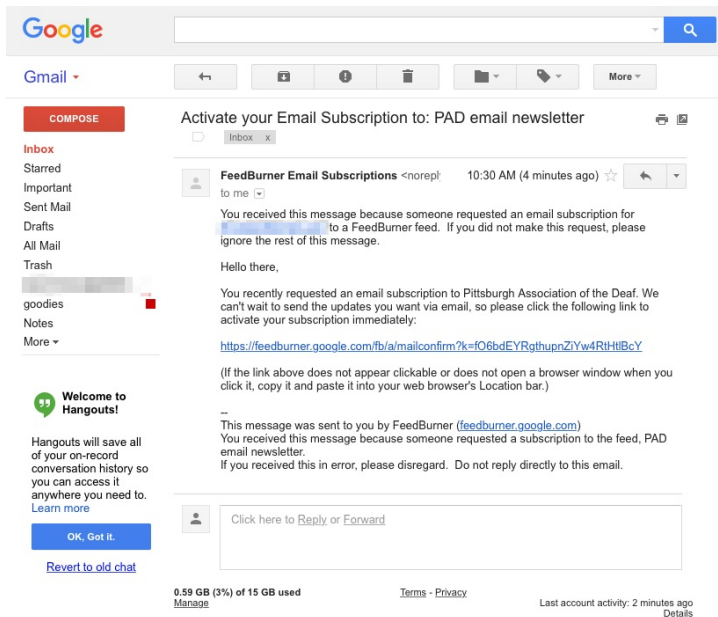 Google
Gmail
More
COMPOSE
Inbox
Starred
Important
Sent Mail
Drafts
All Mail
Trash
goodies
Notes
More
Welcome to
Hangouts!
Hangouts will save all
of your on-record
conversation history so
you can access it
anywhere you need to.
Learn more
OK, Got it.
Revert to old chat
Activate your Email Subscription to: PAD email newsletter
Inbox x
FeedBurner Email Subscriptions <norepl 10:30 AM (4 minutes ago)
to me
You received this message because someone requested an email subscription for
to a FeedBurner feed. If you did not make this request, please
ignore the rest of this message.
Hello there,
You recently requested an email subscription to Pittsburgh Association of the Deaf. We
can't wait to send the updates you want via email, so please click the following link to
activate your subscription immediately:
https://feedburner.google.com/fb/a/mailconfirm?k=fO6bdEYRgthupnZiYw4RtHtlBcY
(If the link above does not appear clickable or does not open a browser window when you
click it, copy it and paste it into your web browser's Location bar.)
--
This message was sent to you by FeedBurner (feedburner.google.com)
You received this message because someone requested a subscription to the feed, PAD
email newsletter.
If you received this in error, please disregard. Do not reply directly to this email.
Click here to Reply or Forward
0.59 GB (3%) of 15 GB used
Manage
Terms - Privacy
Last account activity: 2 minutes ago
Details